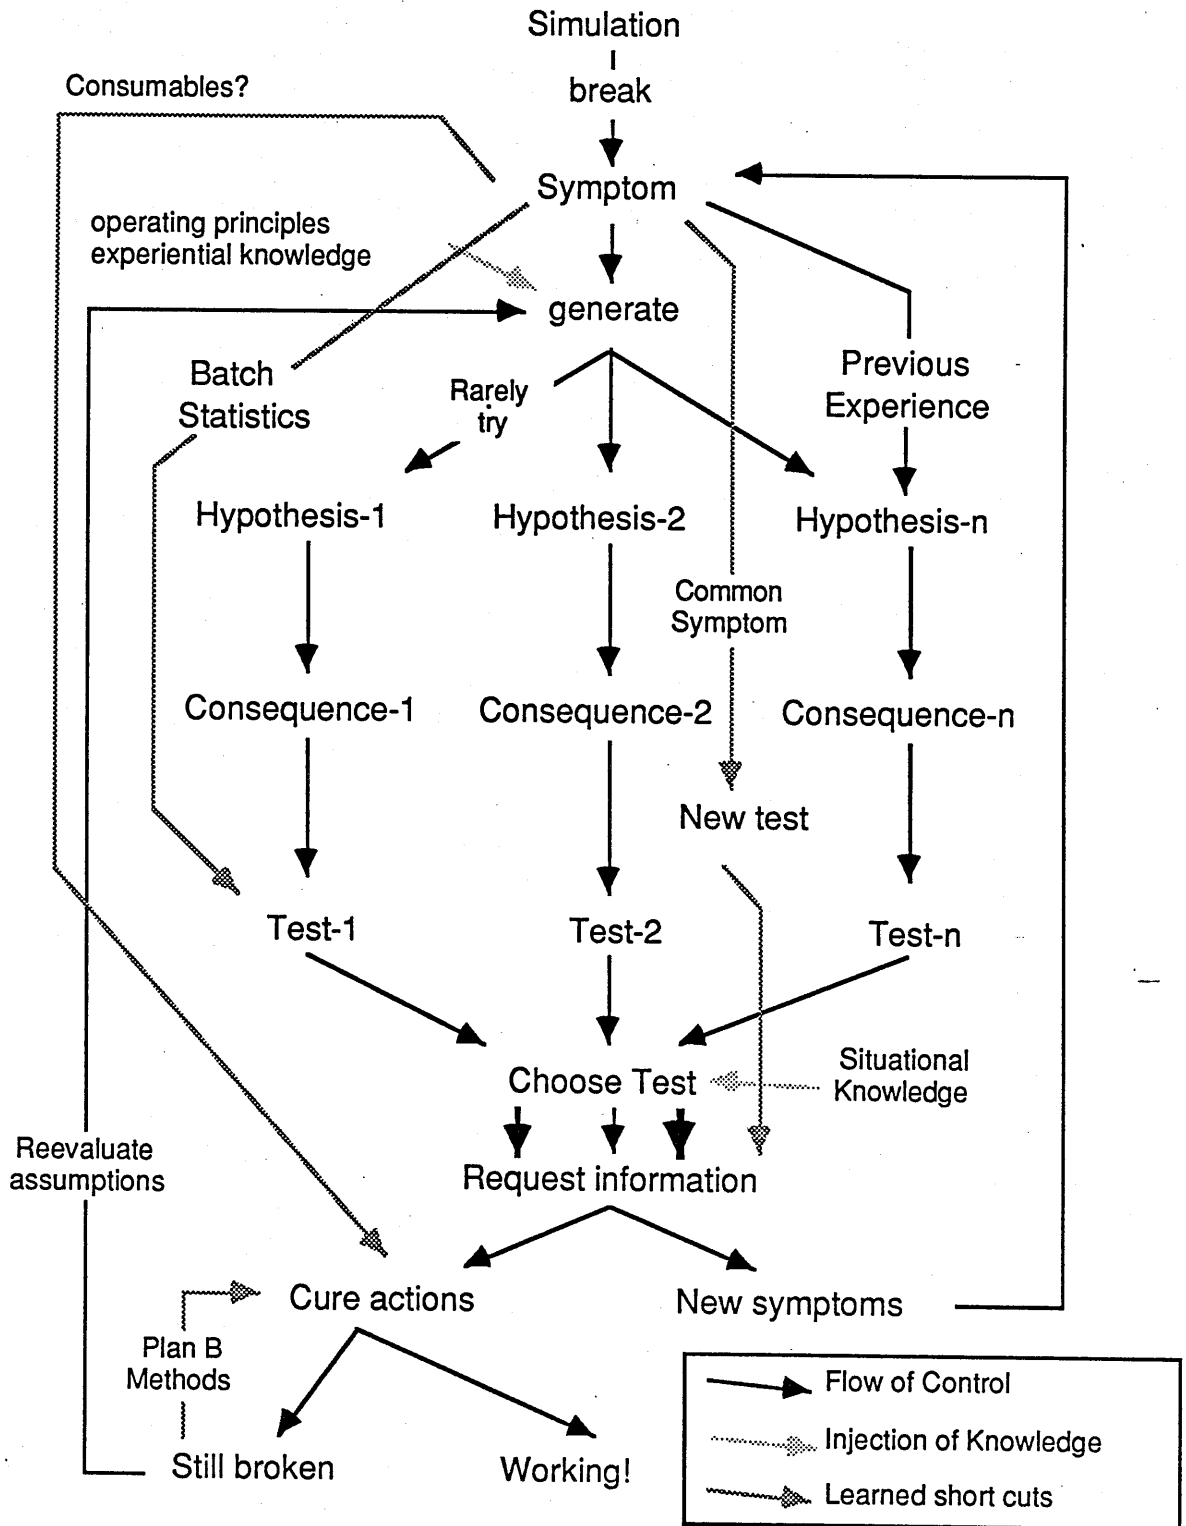 Simulation
break
Consumables?
Symptom
operating principles
experiential knowledge
generate
Batch
Statistics
Rarely
try
Previous
Experience
Hypothesis-1
Hypothesis-2
Hypothesis-n
Common
Symptom
Consequence-1
Consequence-2
Consequence-n
New test
Test-1
Test-2
Test-n
Choose Test
Situational
Knowledge
Reevaluate
assumptions
Request information
Cure actions
New symptoms
Plan B
Methods
Still broken
Working!
Flow of Control
Injection of Knowledge
Learned short cuts